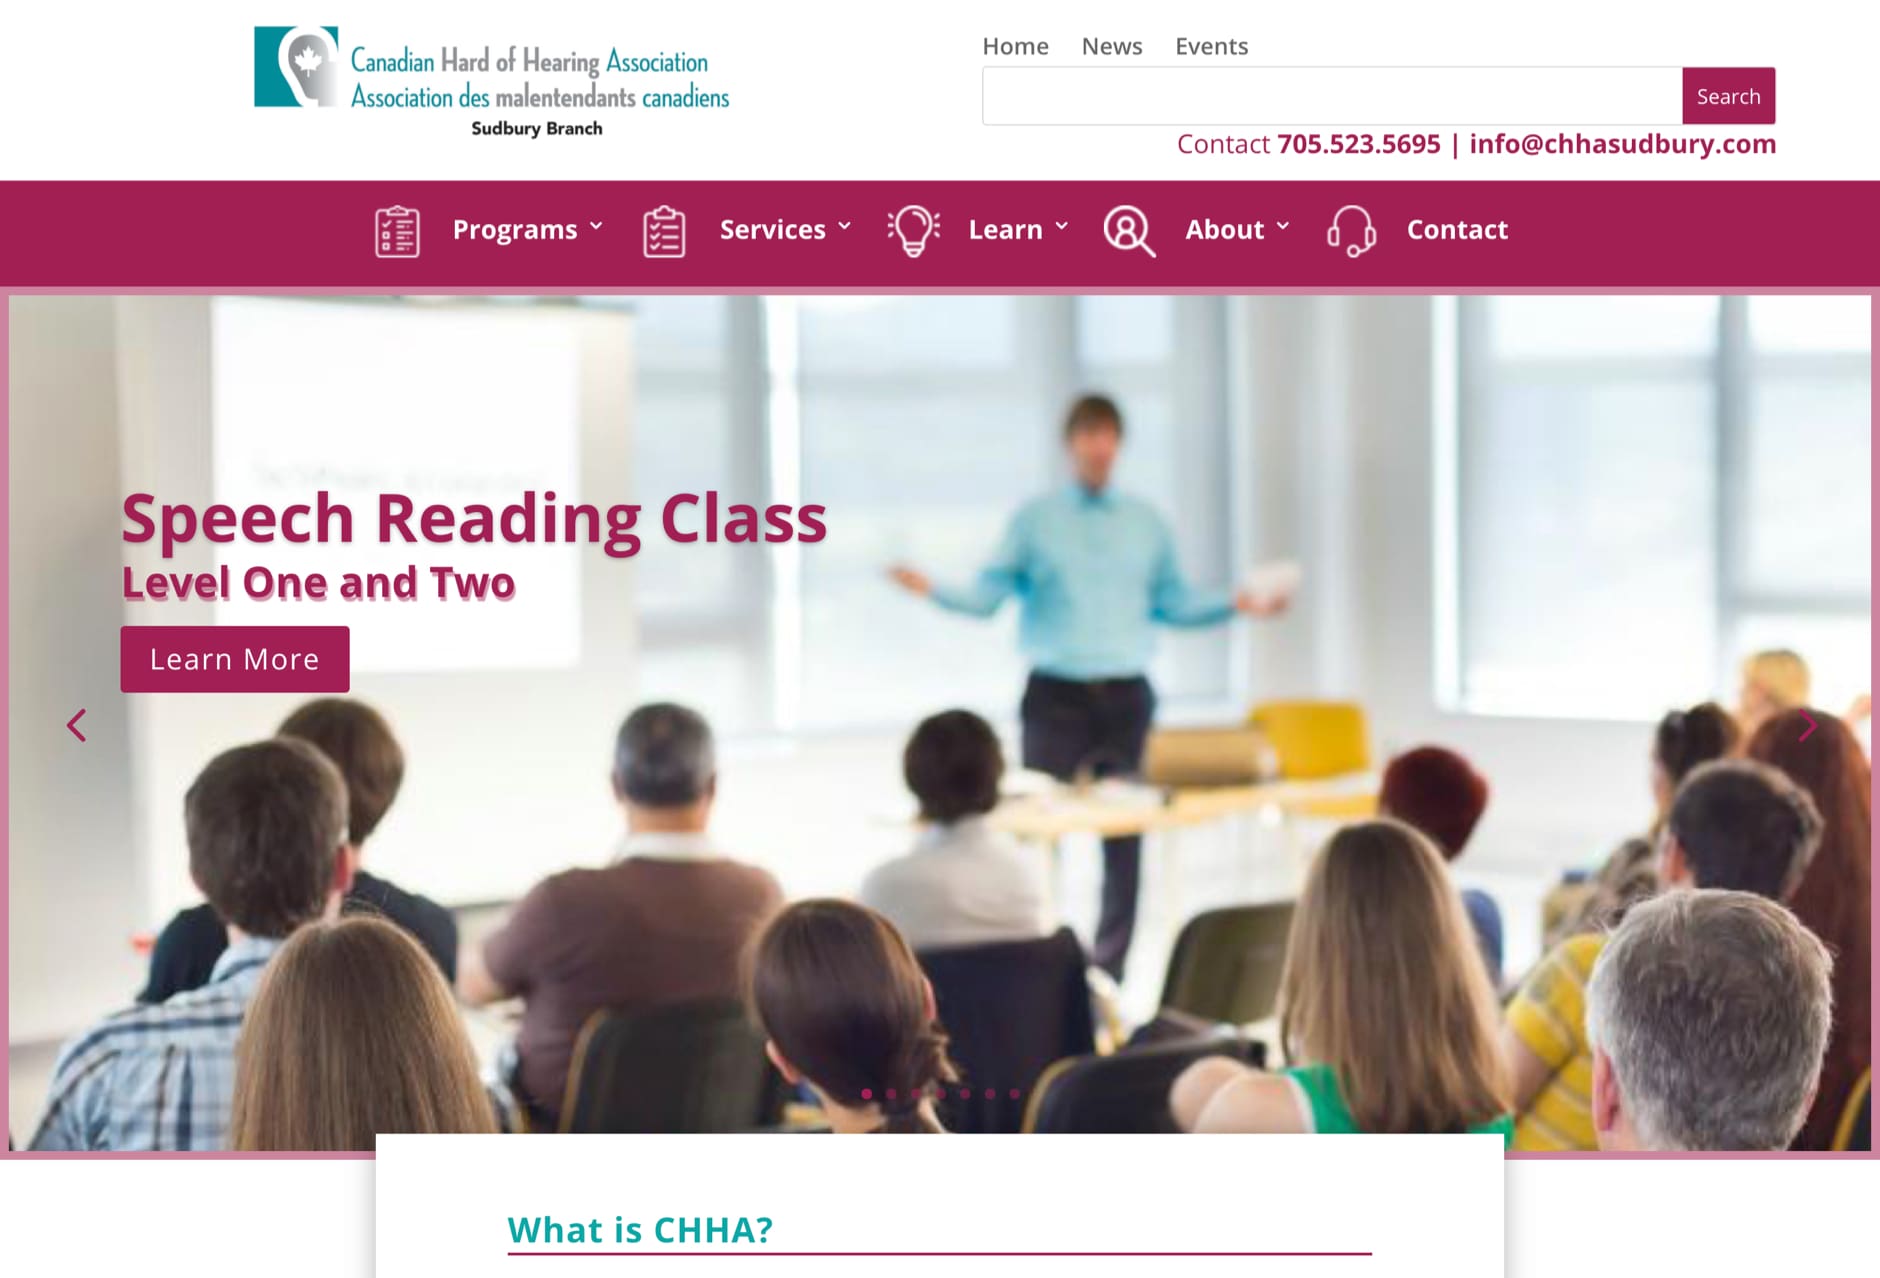 Canadian Hard of Hearing Association
Association des malentendants canadiens
Sudbury Branch
Home News Events
Search
Contact 705.523.5695 | info@chhasudbury.com
Programs Services Learn About Contact
Speech Reading Class
Level One and Two
Learn More
What is CHHA?